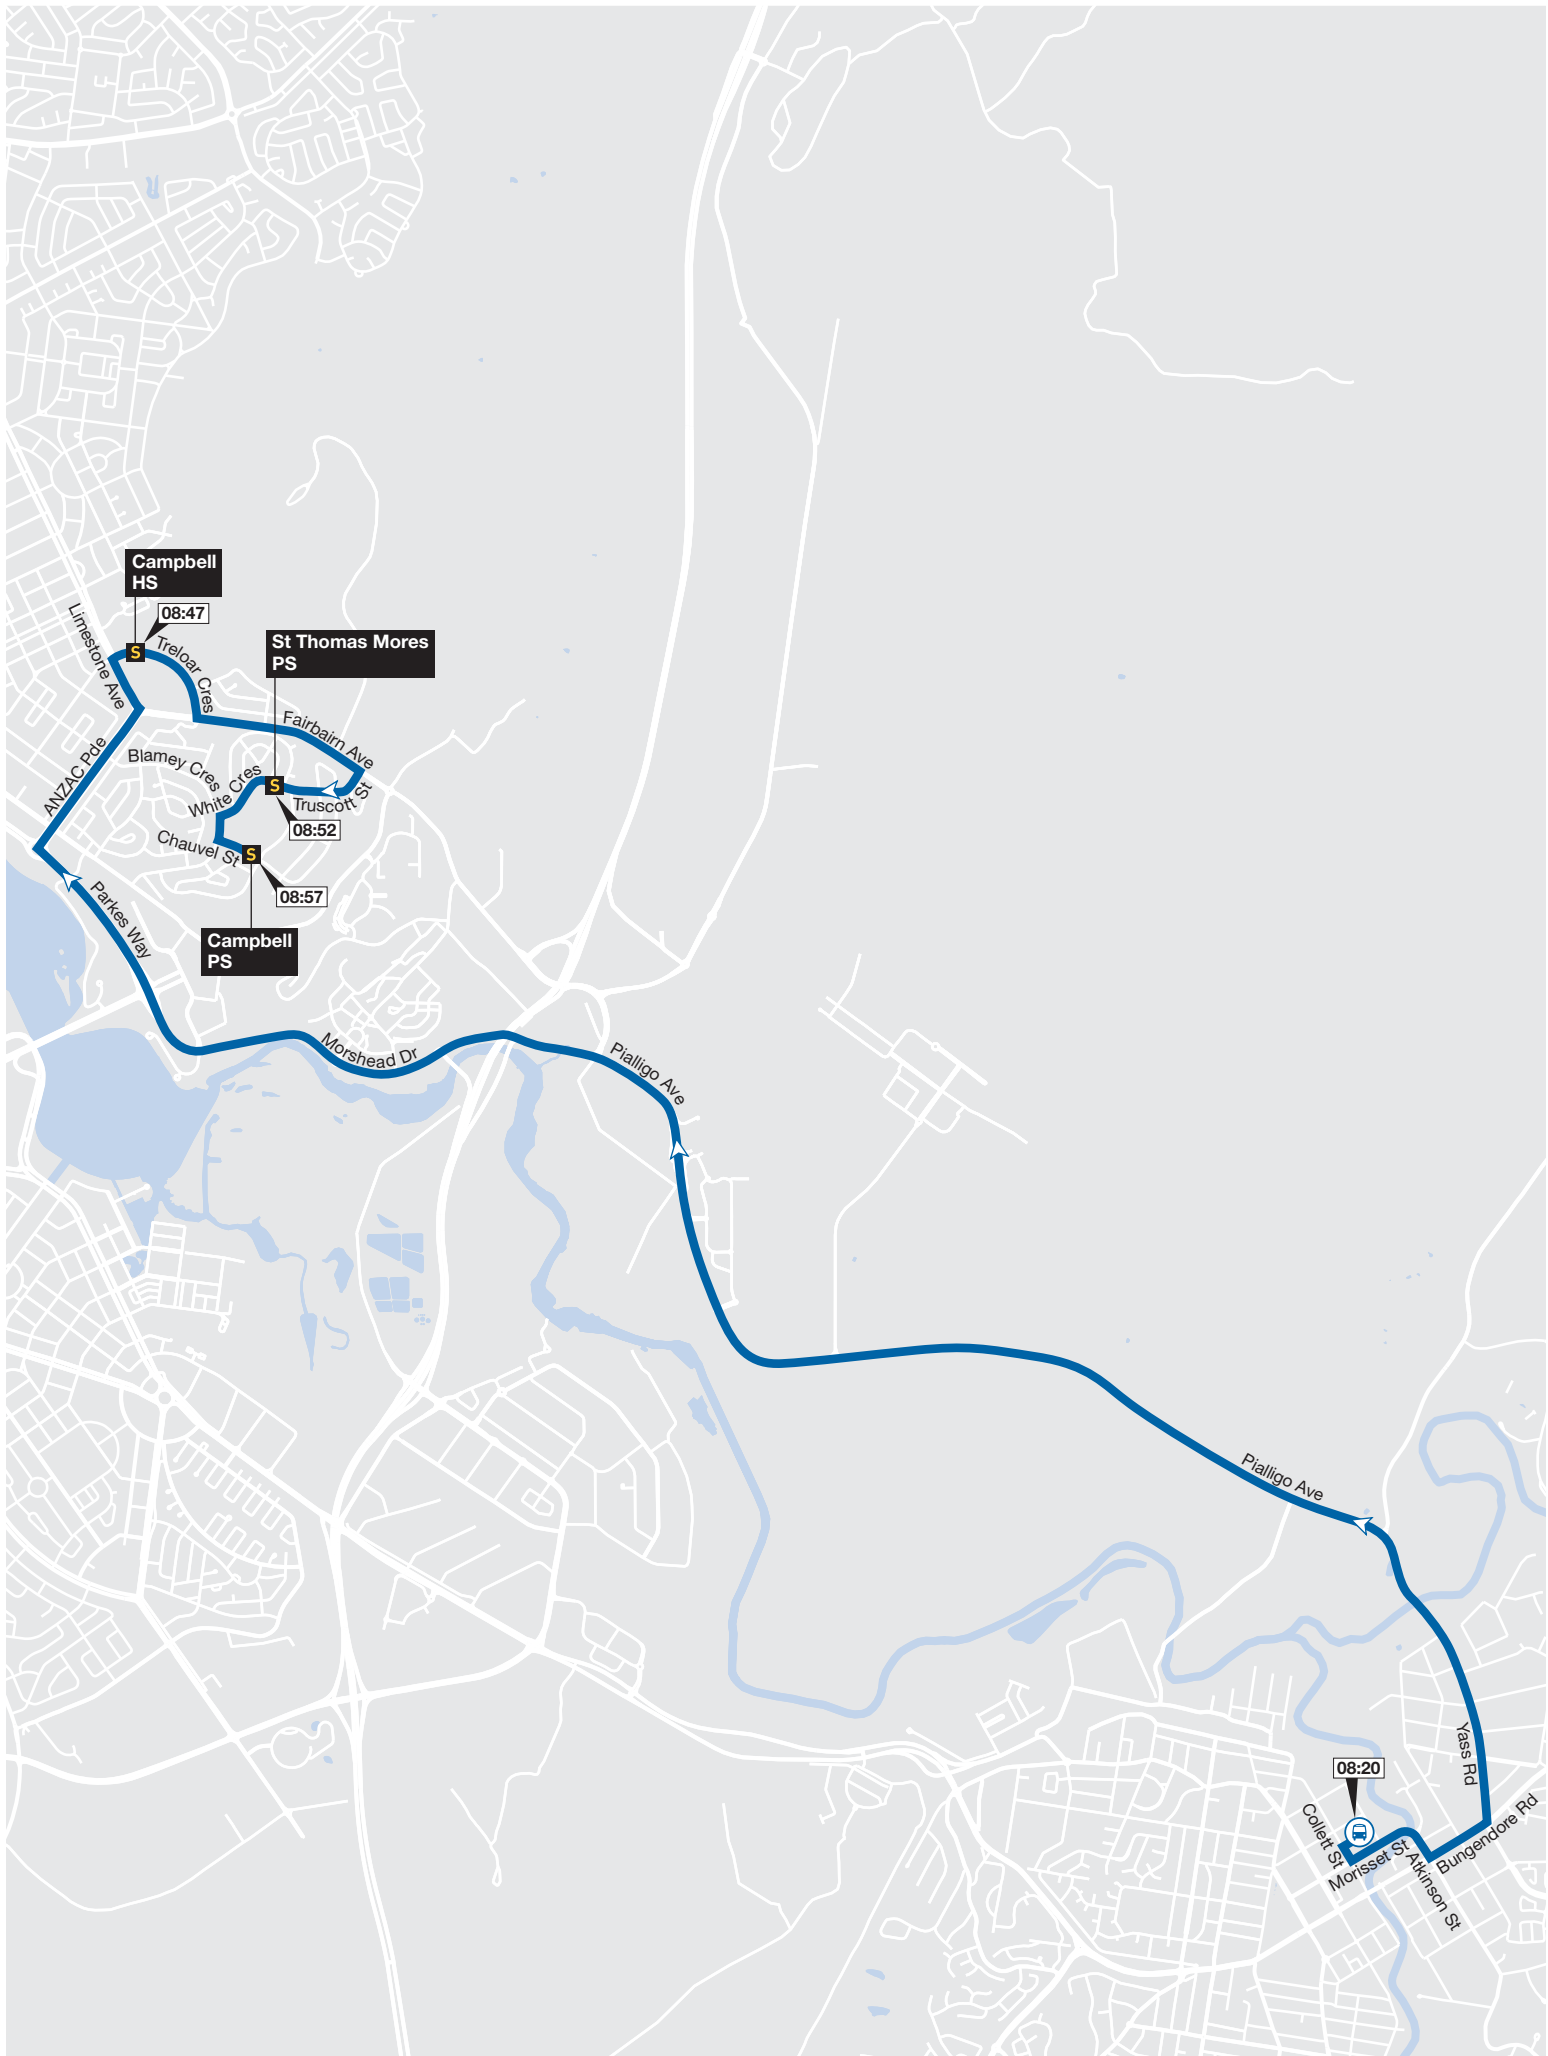 Campbell
HS
08:47
Limestone Ave
Treloar Cres
St Thomas Mores
PS
Fairbairn Ave
ANZAC Pde
Blamey Cres
White Cres
Truscott St
08:52
Chauvel St
08:57
Parkes Way
Campbell
PS
Morshead Dr
Pialligo Ave
Pialligo Ave
Yass Rd
08:20
Collett St
Morisset St
Atkinson St
Bungendore Rd
S
S
S